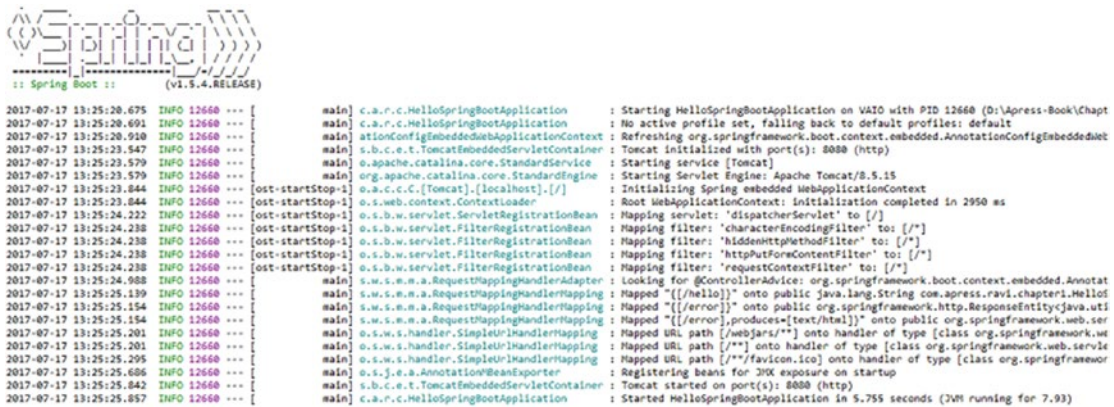 :: Spring Boot :: (v1.5.4.RELEASE)
2017-07-17 13:25:20.675 INFO 12660 --- [ main] c.a.r.c.HelloSpringBootApplication : Starting HelloSpringBootApplication on VAIO with PID 12660 (D:\Apress-Book\Chapt
2017-07-17 13:25:20.691 INFO 12660 --- [ main] c.a.r.c.HelloSpringBootApplication : No active profile set, falling back to default profiles: default
2017-07-17 13:25:20.910 INFO 12660 --- [ main] ationConfigEmbeddedWebApplicationContext : Refreshing org.springframework.boot.context.embedded.AnnotationConfigEmbeddedWeb
2017-07-17 13:25:23.547 INFO 12660 --- [ main] s.b.c.e.t.TomcatEmbeddedServletContainer : Tomcat initialized with port(s): 8080 (http)
2017-07-17 13:25:23.579 INFO 12660 --- [ main] o.apache.catalina.core.StandardService : Starting service [Tomcat]
2017-07-17 13:25:23.579 INFO 12660 --- [ main] org.apache.catalina.core.StandardEngine : Starting Servlet Engine: Apache Tomcat/8.5.15
2017-07-17 13:25:23.844 INFO 12660 --- [ost-startStop-1] o.a.c.c.C.[Tomcat].[localhost].[/] : Initializing Spring embedded WebApplicationContext
2017-07-17 13:25:23.844 INFO 12660 --- [ost-startStop-1] o.s.web.context.ContextLoader : Root WebApplicationContext: initialization completed in 2950 ms
2017-07-17 13:25:24.222 INFO 12660 --- [ost-startStop-1] o.s.b.w.servlet.ServletRegistrationBean : Mapping servlet: 'dispatcherServlet' to [/]
2017-07-17 13:25:24.238 INFO 12660 --- [ost-startStop-1] o.s.b.w.servlet.FilterRegistrationBean : Mapping filter: 'characterEncodingFilter' to: [/*]
2017-07-17 13:25:24.238 INFO 12660 --- [ost-startStop-1] o.s.b.w.servlet.FilterRegistrationBean : Mapping filter: 'hiddenHttpMethodFilter' to: [/*]
2017-07-17 13:25:24.238 INFO 12660 --- [ost-startStop-1] o.s.b.w.servlet.FilterRegistrationBean : Mapping filter: 'httpPutFormContentFilter' to: [/*]
2017-07-17 13:25:24.238 INFO 12660 --- [ost-startStop-1] o.s.b.w.servlet.FilterRegistrationBean : Mapping filter: 'requestContextFilter' to: [/*]
2017-07-17 13:25:24.988 INFO 12660 --- [ main] s.w.s.m.m.a.RequestMappingHandlerAdapter : Looking for @ControllerAdvice: org.springframework.boot.context.embedded.Annotat
2017-07-17 13:25:25.139 INFO 12660 --- [ main] s.w.s.m.m.a.RequestMappingHandlerMapping : Mapped "{[/hello]}" onto public java.lang.String com.apress.ravi.chapter1.HelloS
2017-07-17 13:25:25.154 INFO 12660 --- [ main] s.w.s.m.m.a.RequestMappingHandlerMapping : Mapped "{[/error]}" onto public org.springframework.http.ResponseEntity<java.uti
2017-07-17 13:25:25.154 INFO 12660 --- [ main] s.w.s.m.m.a.RequestMappingHandlerMapping : Mapped "{[/error],produces=[text/html]}" onto public org.springframework.web.ser
2017-07-17 13:25:25.201 INFO 12660 --- [ main] o.s.w.s.handler.SimpleUrlHandlerMapping : Mapped URL path [/webjars/**] onto handler of type [class org.springframework.we
2017-07-17 13:25:25.201 INFO 12660 --- [ main] o.s.w.s.handler.SimpleUrlHandlerMapping : Mapped URL path [/**] onto handler of type [class org.springframework.web.servle
2017-07-17 13:25:25.295 INFO 12660 --- [ main] o.s.w.s.handler.SimpleUrlHandlerMapping : Mapped URL path [/**/favicon.ico] onto handler of type [class org.springframewor
2017-07-17 13:25:25.686 INFO 12660 --- [ main] o.s.j.e.a.AnnotationMBeanExporter : Registering beans for JMX exposure on startup
2017-07-17 13:25:25.842 INFO 12660 --- [ main] s.b.c.e.t.TomcatEmbeddedServletContainer : Tomcat started on port(s): 8080 (http)
2017-07-17 13:25:25.857 INFO 12660 --- [ main] c.a.r.c.HelloSpringBootApplication : Started HelloSpringBootApplication in 5.755 seconds (JVM running for 7.93)